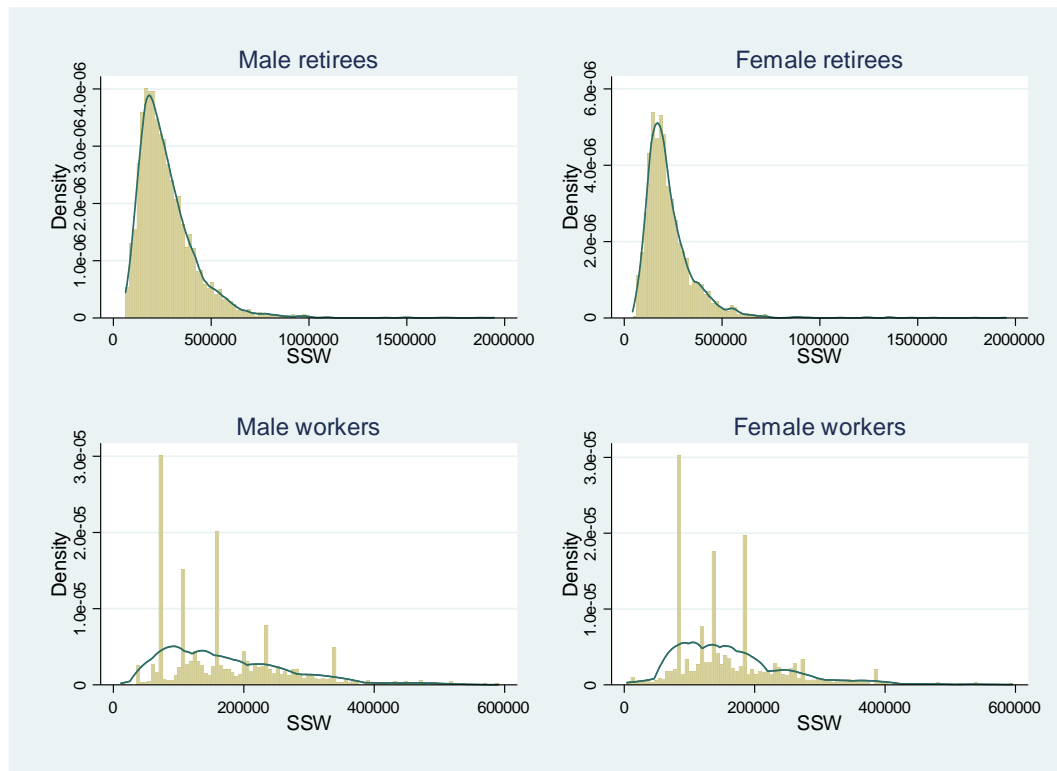 Male retirees
Density
0 1.0e-06 2.0e-06 3.0e-06 4.0e-06
0 500000 1000000 1500000 2000000
SSW
Female retirees
Density
0 2.0e-06 4.0e-06 6.0e-06
0 500000 1000000 1500000 2000000
SSW
Male workers
Density
0 1.0e-05 2.0e-05 3.0e-05
0 200000 400000 600000
SSW
Female workers
Density
0 1.0e-05 2.0e-05 3.0e-05
0 200000 400000 600000
SSW